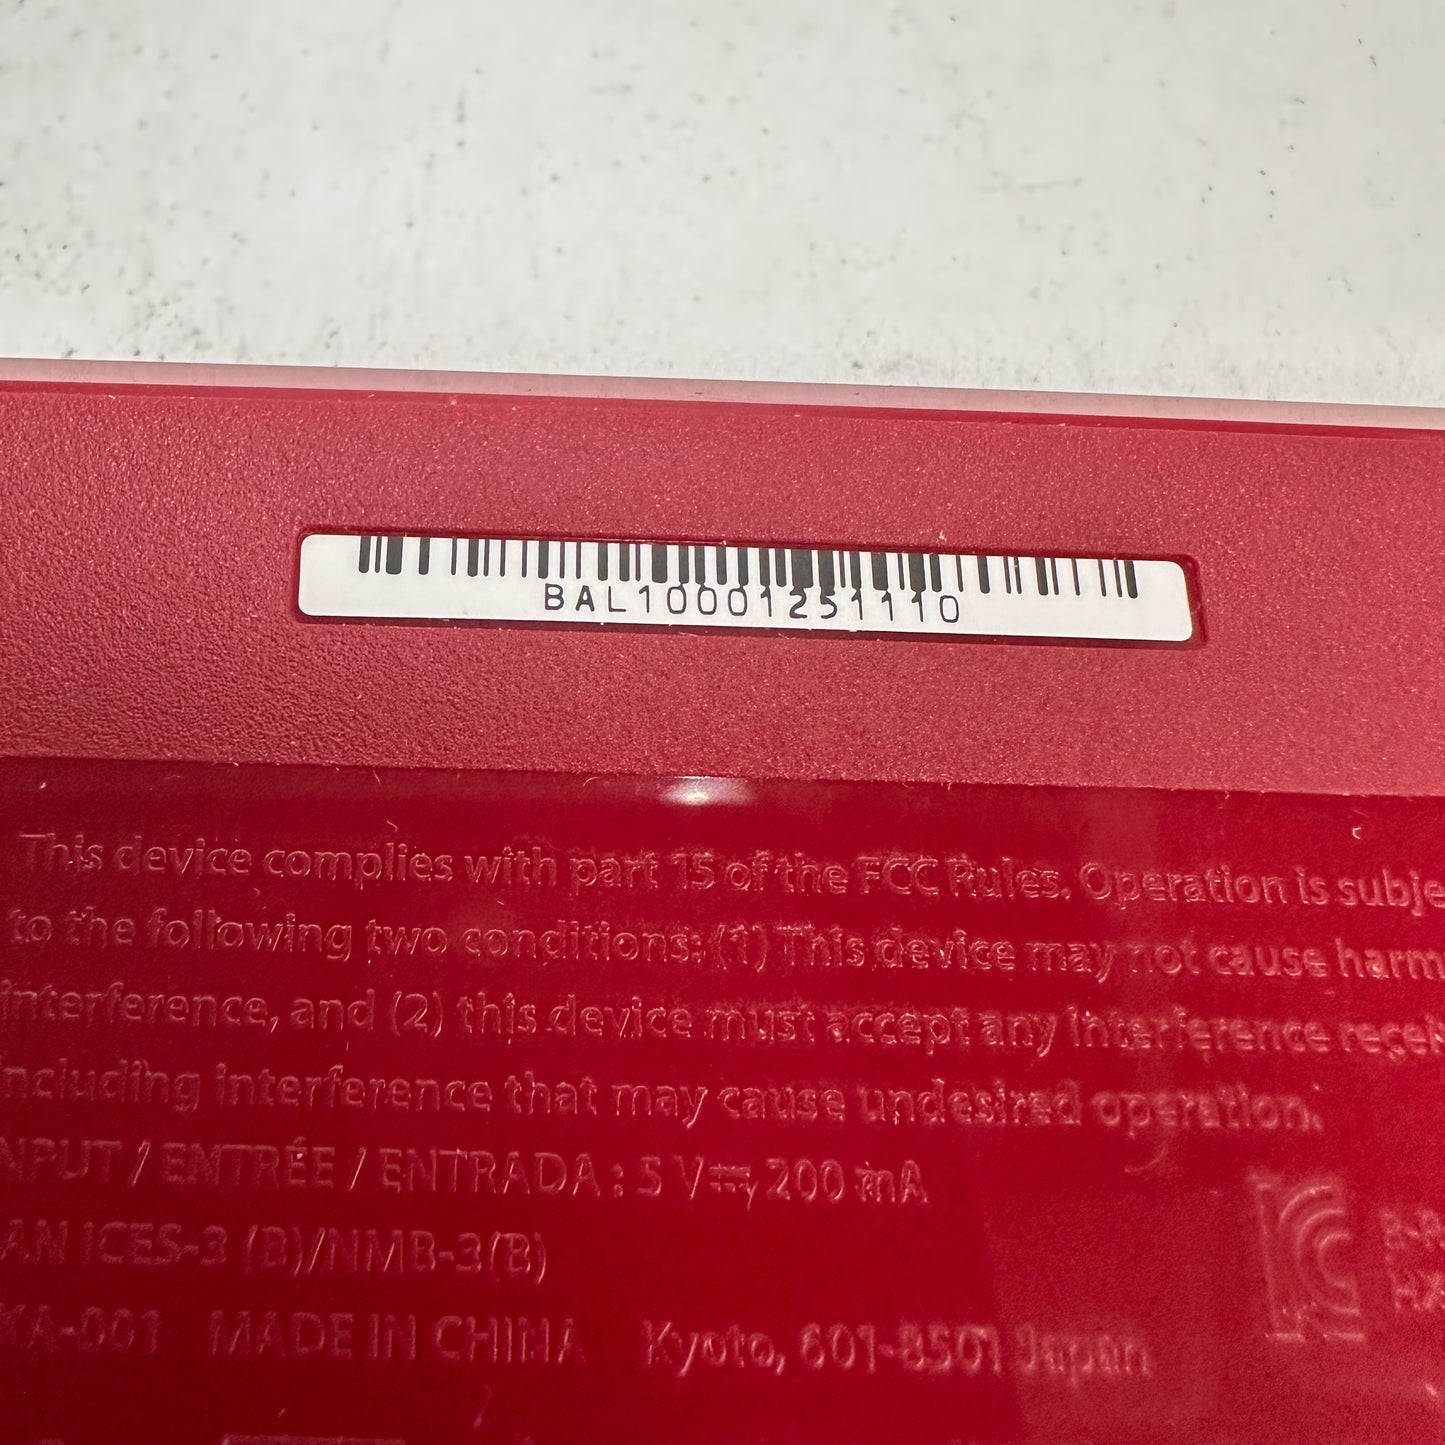 BAL10001251110
This device complies with part 15 of the FCC Rules. Operation is subje
to the following two conditions: (1) This device may not cause harm
interference, and (2) this device must accept any interference recei
including interference that may cause undesired operation.
NPUT / ENTRÉE / ENTRADA : 5 V⎓, 200 mA
AN ICES-3 (B)/NMB-3(B)
XA-001 MADE IN CHINA Kyoto, 601-8501 Japan